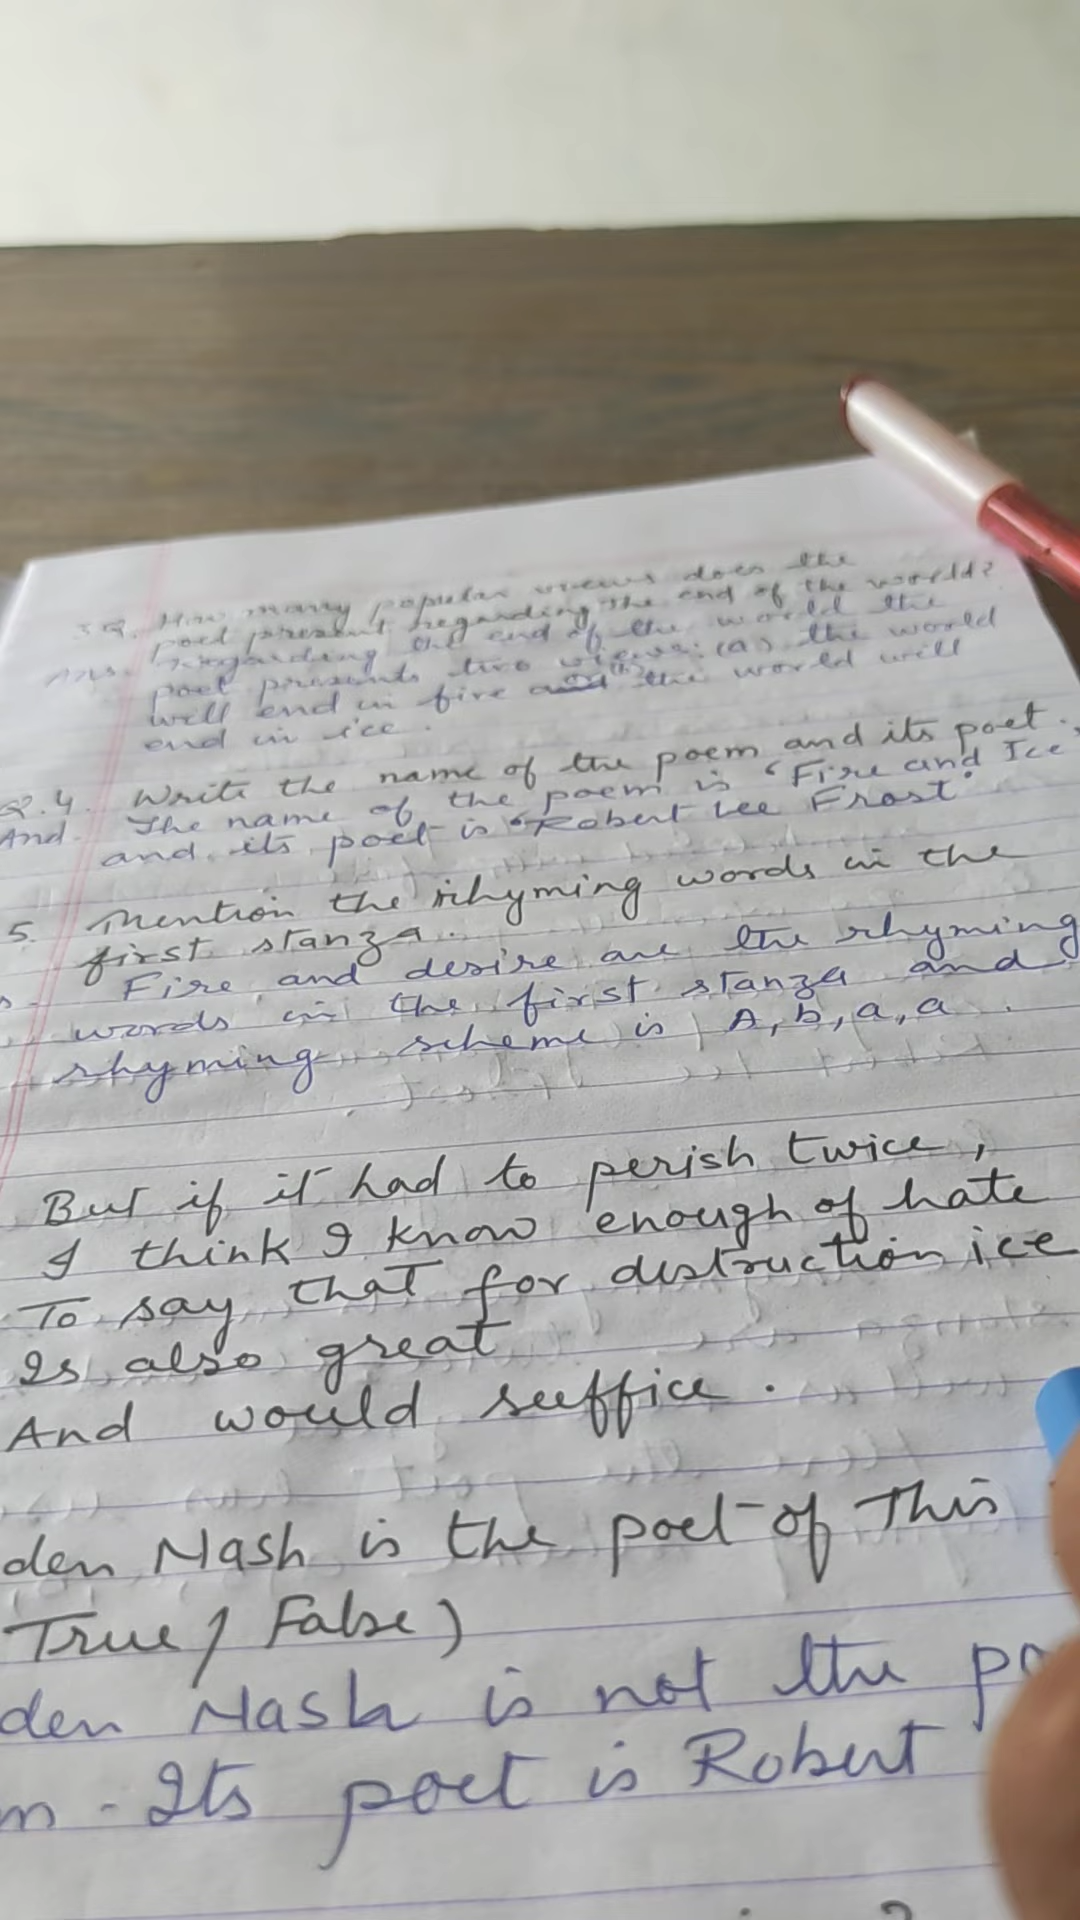 3Q. How many popular views does the
poet present regarding the end of the world?
Ans. Regarding the end of the world the
poet presents two views: (a) the world
will end in fire and (b) the world will
end in ice.
Q.4. Write the name of the poem and its poet.
And. The name of the poem is 'Fire and Ice'
and its poet is 'Robert Lee Frost'
5. Mention the rhyming words in the
first stanza.
s- Fire and desire are the rhyming
words in the first stanza and
rhyming scheme is A, b, a, a.
But if it had to perish twice,
I think I know enough of hate
To say that for destruction ice
Is also great
And would suffice.
den Nash is the poet of This
True / False)
den Nash is not the po
m. Its poet is Robert
?